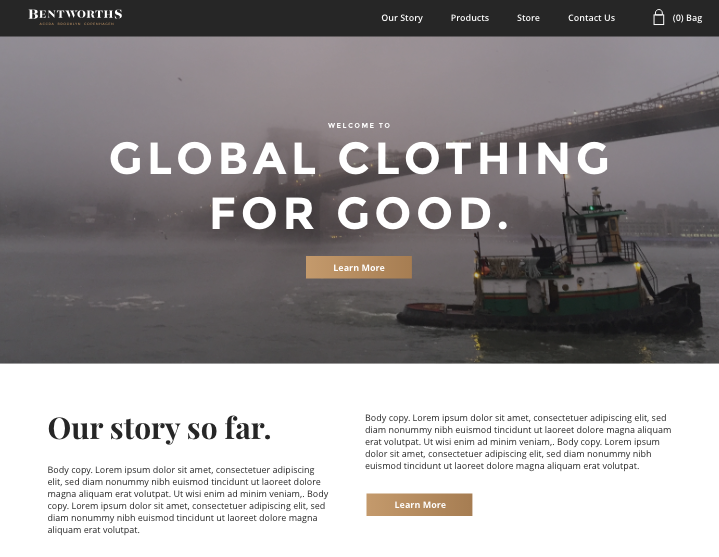 BENTWORTHS
ACCRA. BROOKLYN. COPENHAGEN
Our Story
Products
Store
Contact Us
(0) Bag
WELCOME TO
GLOBAL CLOTHING
FOR GOOD.
Learn More
Our story so far.
Body copy. Lorem ipsum dolor sit amet, consectetuer adipiscing
elit, sed diam nonummy nibh euismod tincidunt ut laoreet dolore
magna aliquam erat volutpat. Ut wisi enim ad minim veniam,. Body
copy. Lorem ipsum dolor sit amet, consectetuer adipiscing elit, sed
diam nonummy nibh euismod tincidunt ut laoreet dolore magna
aliquam erat volutpat.
Body copy. Lorem ipsum dolor sit amet, consectetuer adipiscing elit, sed
diam nonummy nibh euismod tincidunt ut laoreet dolore magna aliquam
erat volutpat. Ut wisi enim ad minim veniam,. Body copy. Lorem ipsum
dolor sit amet, consectetuer adipiscing elit, sed diam nonummy nibh
euismod tincidunt ut laoreet dolore magna aliquam erat volutpat.
Learn More